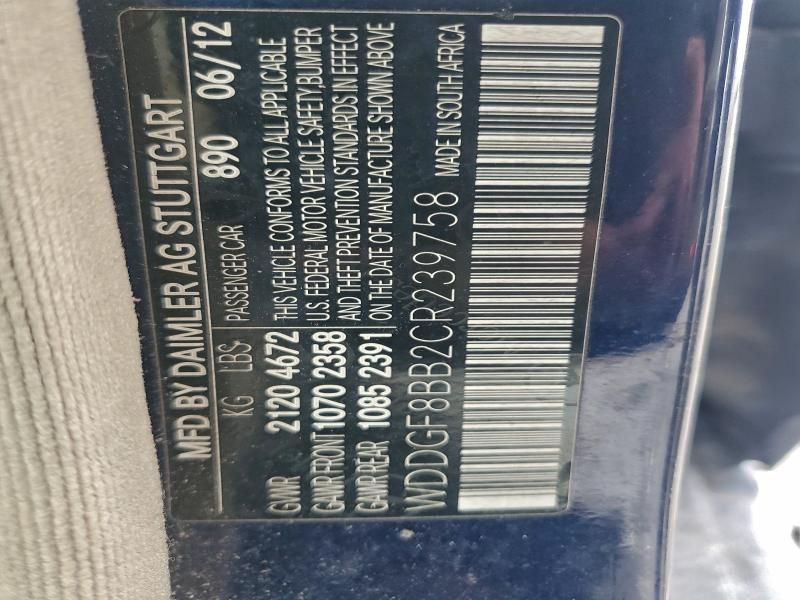 MFD BY DAIMLER AG STUTTGART
KG LBS PASSENGER CAR 890 06/12
GVWR 2120 4672 THIS VEHICLE CONFORMS TO ALL APPLICABLE
GAWR FRONT 1070 2358 U.S. FEDERAL MOTOR VEHICLE SAFETY, BUMPER
GAWR REAR 1085 2391 AND THEFT PREVENTION STANDARDS IN EFFECT
ON THE DATE OF MANUFACTURE SHOWN ABOVE
WDDGF8BB2CR239758 MADE IN SOUTH AFRICA